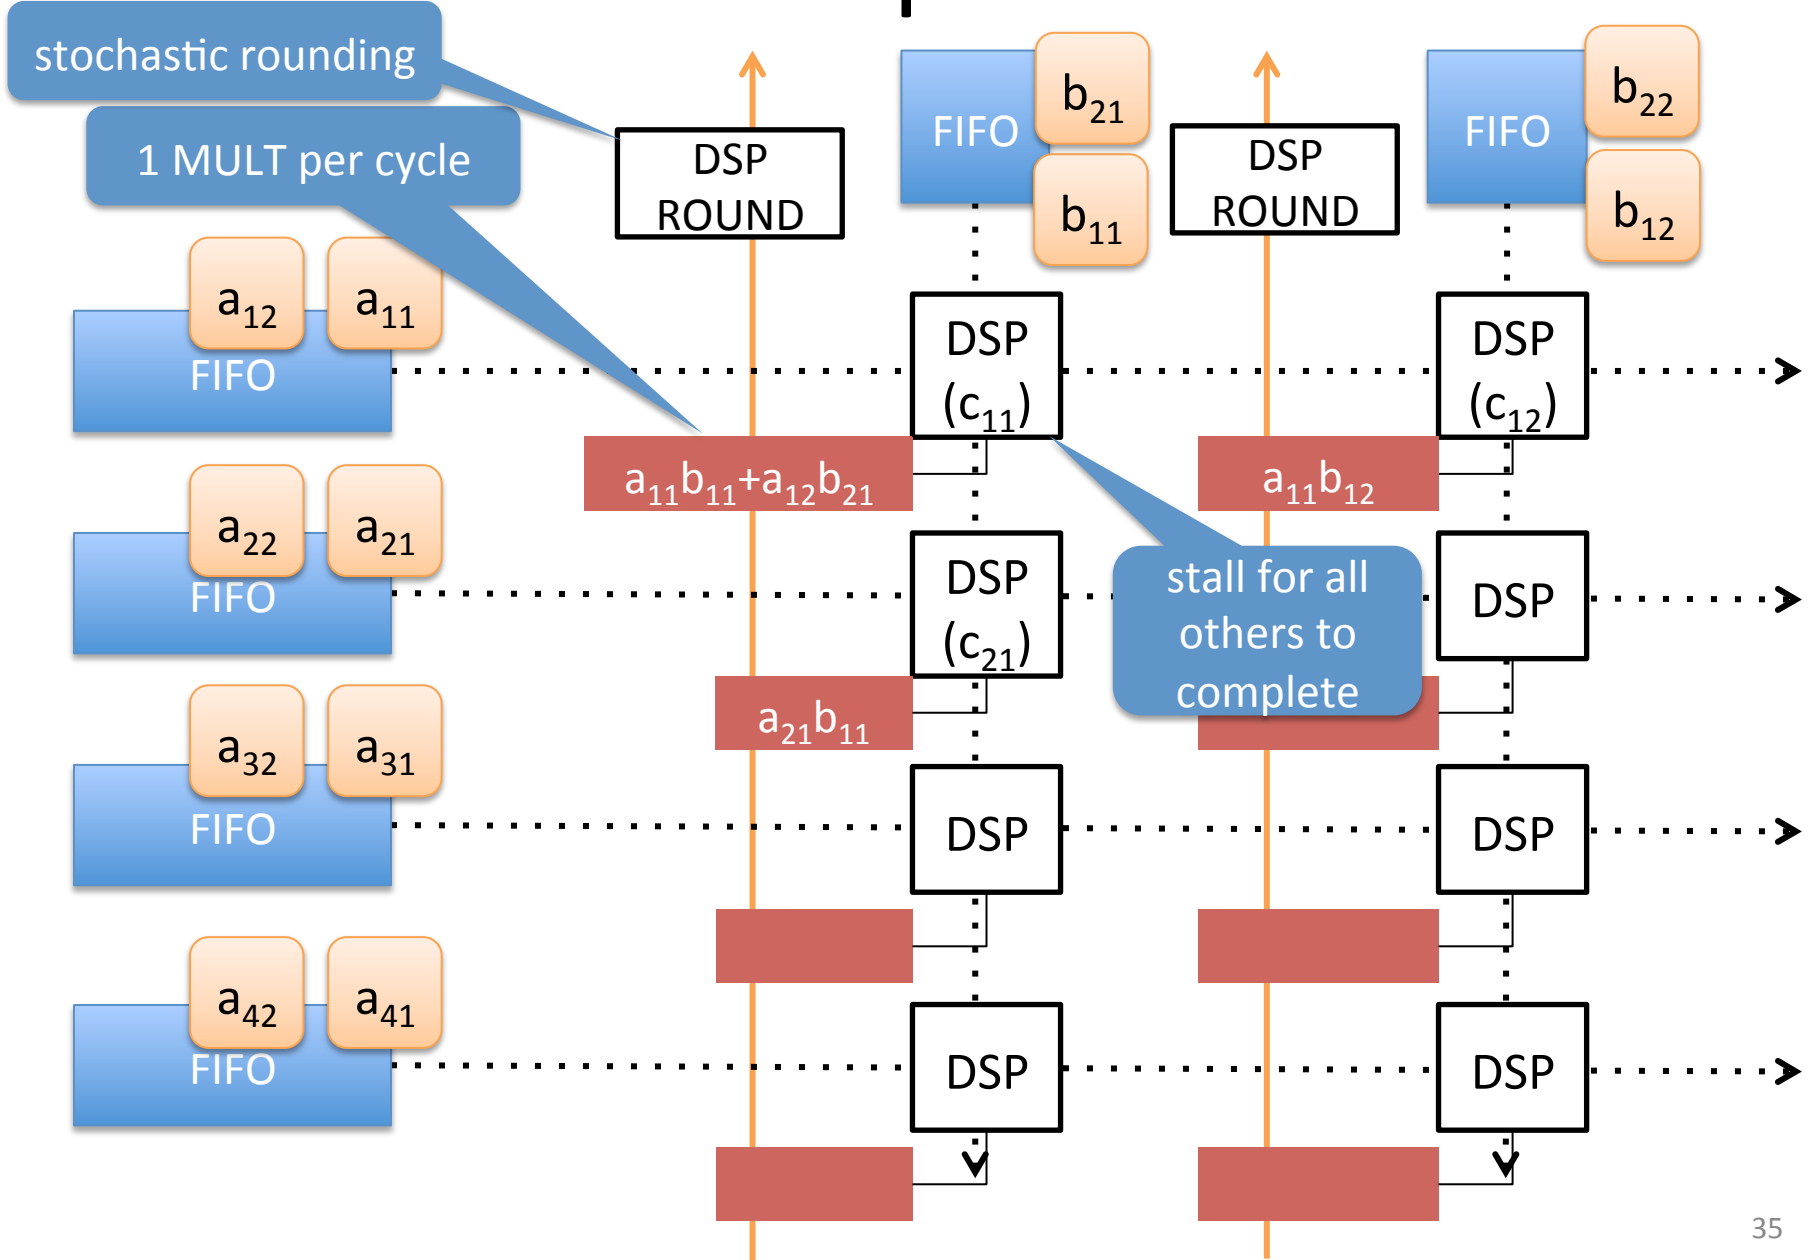 stochastic rounding
1 MULT per cycle
DSP
ROUND
FIFO
b₂₁
b₁₁
DSP
ROUND
FIFO
b₂₂
b₁₂
a₁₂
a₁₁
FIFO
DSP
(c₁₁)
DSP
(c₁₂)
a₁₁b₁₁+a₁₂b₂₁
a₁₁b₁₂
a₂₂
a₂₁
FIFO
DSP
(c₂₁)
stall for all
others to
complete
DSP
a₂₁b₁₁
a₃₂
a₃₁
FIFO
DSP
DSP
a₄₂
a₄₁
FIFO
DSP
DSP
35